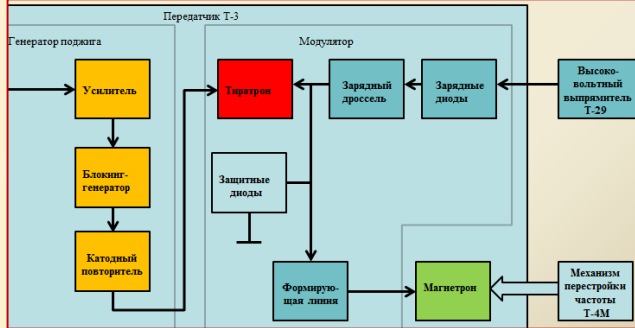 Передатчик Т-3
Генератор поджига
Модулятор
Усилитель
Тиратрон
Зарядный
дроссель
Зарядные
диоды
Высоко-
вольтный
выпрямитель
Т-29
Блокинг-
генератор
Защитные
диоды
Катодный
повторитель
Формирую-
щая линия
Магнетрон
Механизм
перестройки
частоты
Т-4М